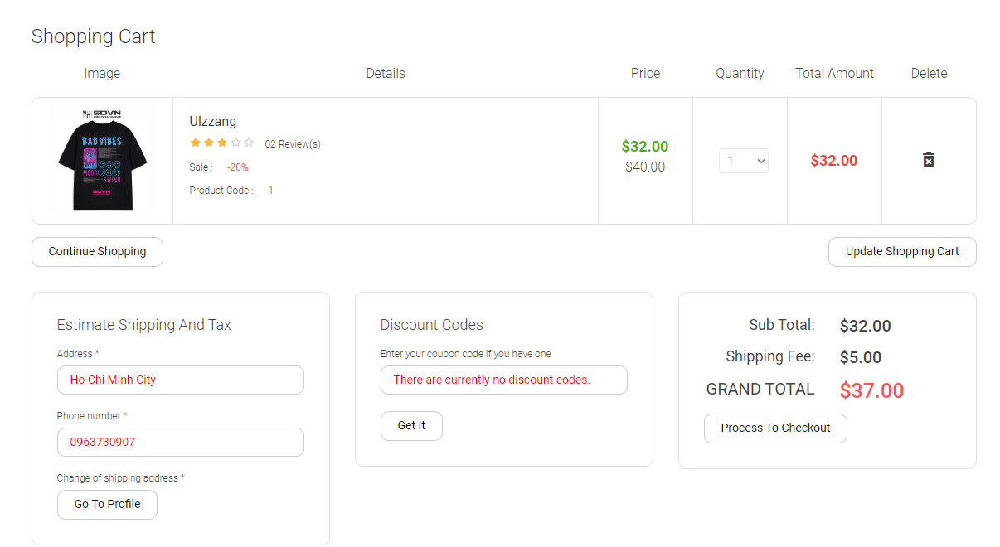 Shopping Cart
Image Details Price Quantity Total Amount Delete
SDVN
BAD VIBES
MOOD
SWING
SDVN
Ulzzang
02 Review(s)
Sale : -20%
Product Code : 1
$32.00
$40.00
1
$32.00
Continue Shopping
Update Shopping Cart
Estimate Shipping And Tax
Address *
Ho Chi Minh City
Phone number *
0963730907
Change of shipping address *
Go To Profile
Discount Codes
Enter your coupon code if you have one
There are currently no discount codes.
Get It
Sub Total: $32.00
Shipping Fee: $5.00
GRAND TOTAL $37.00
Process To Checkout